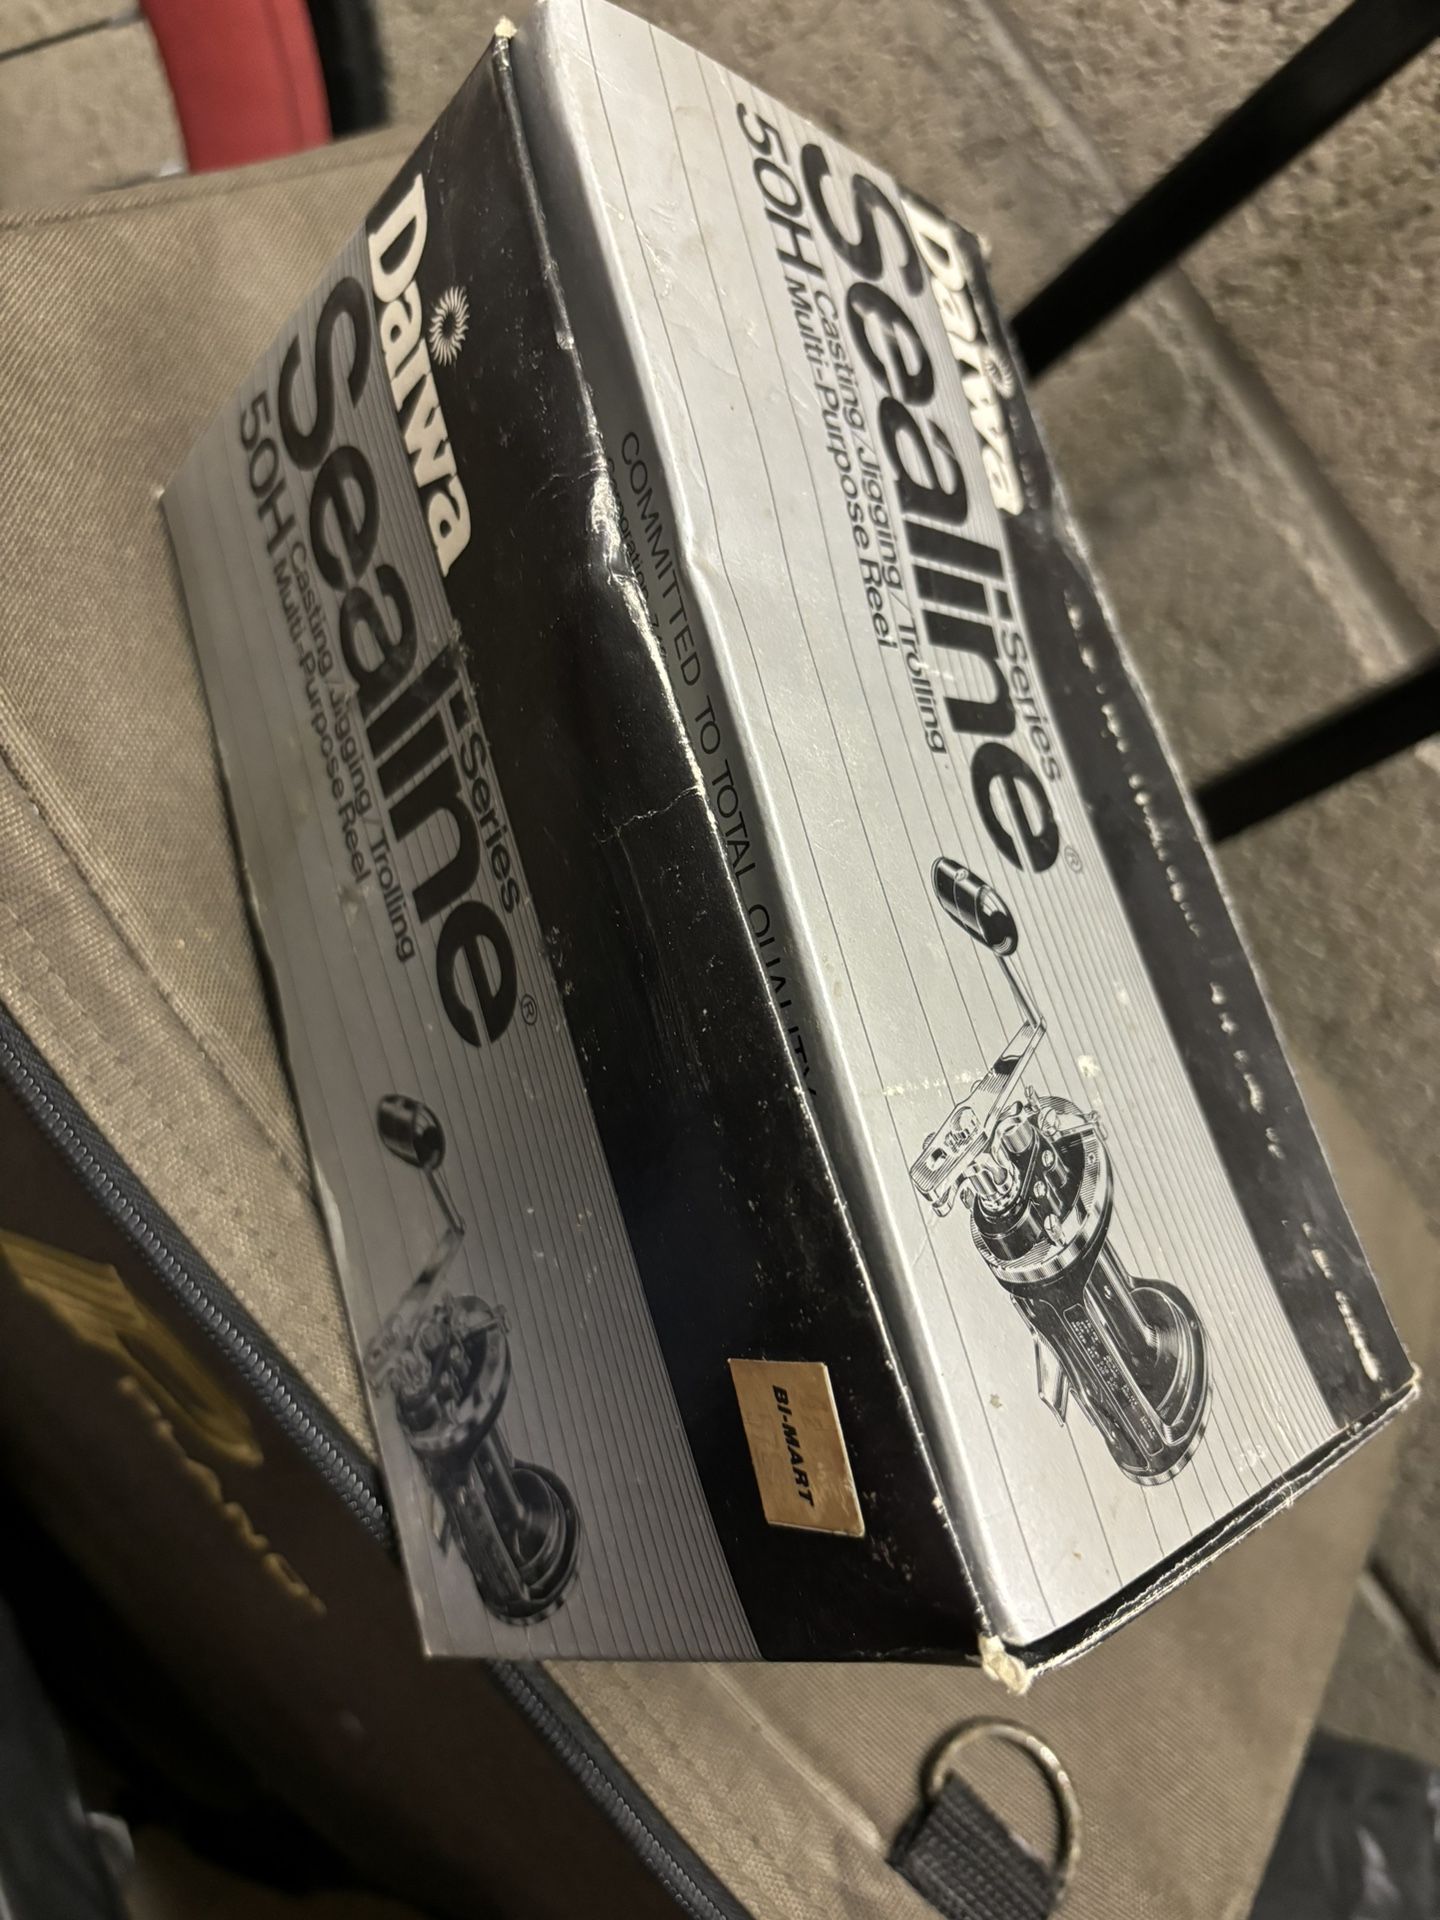 Daiwa
Sealine
"H" Series
®
50H
Casting/Jigging/Trolling
Multi-Purpose Reel
COMMITTED TO TOTAL QUALITY
BI-MART
Daiwa
Sealine
Series
®
50H
Casting/Jigging/Trolling
Multi-Purpose Reel
PLANO